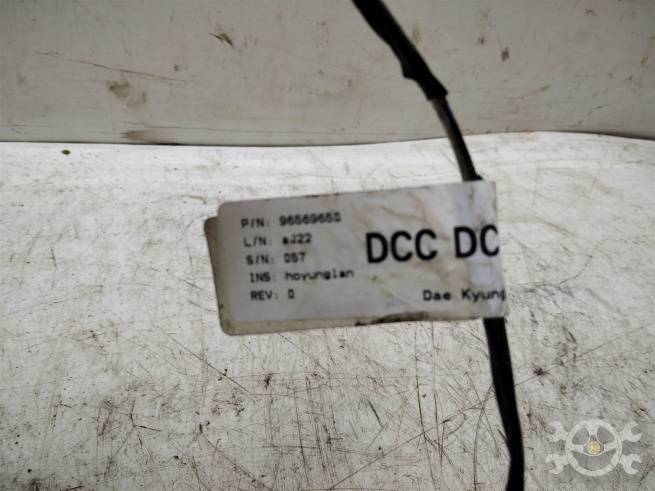 P/N: 96569650
L/N: aJ22
S/N: 057
INS: hoyunglan
REV: 0
DCC DC
Dae Kyung